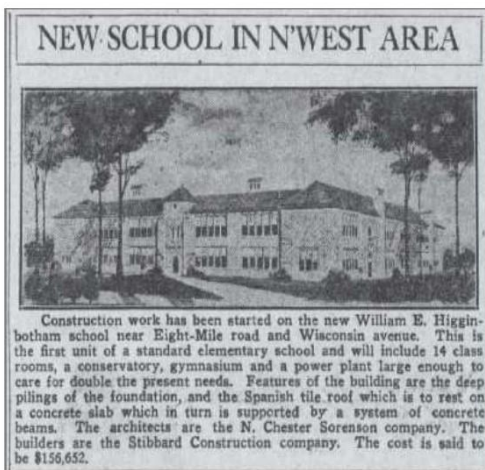 NEW SCHOOL IN N'WEST AREA
Construction work has been started on the new William E. Higgin-
botham school near Eight-Mile road and Wisconsin avenue. This is
the first unit of a standard elementary school and will include 14 class
rooms, a conservatory, gymnasium and a power plant large enough to
care for double the present needs. Features of the building are the deep
pilings of the foundation, and the Spanish tile roof which is to rest on
a concrete slab which in turn is supported by a system of concrete
beams. The architects are the N. Chester Sorenson company. The
builders are the Stibbard Construction company. The cost is said to
be $156,652.